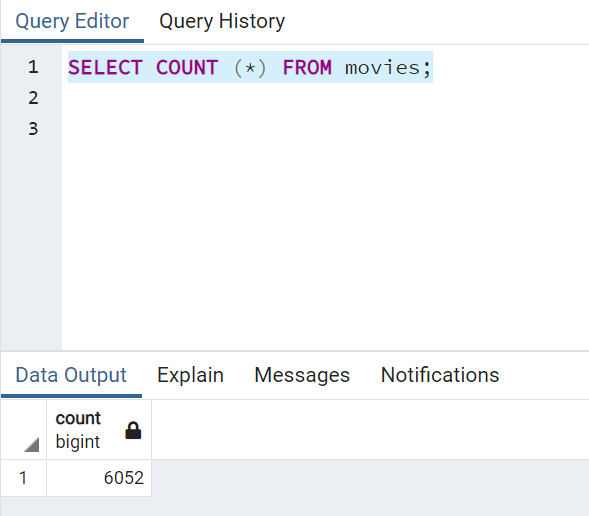 Query Editor Query History
1 SELECT COUNT (*) FROM movies;
2
3
Data Output Explain Messages Notifications
count
bigint
1 6052